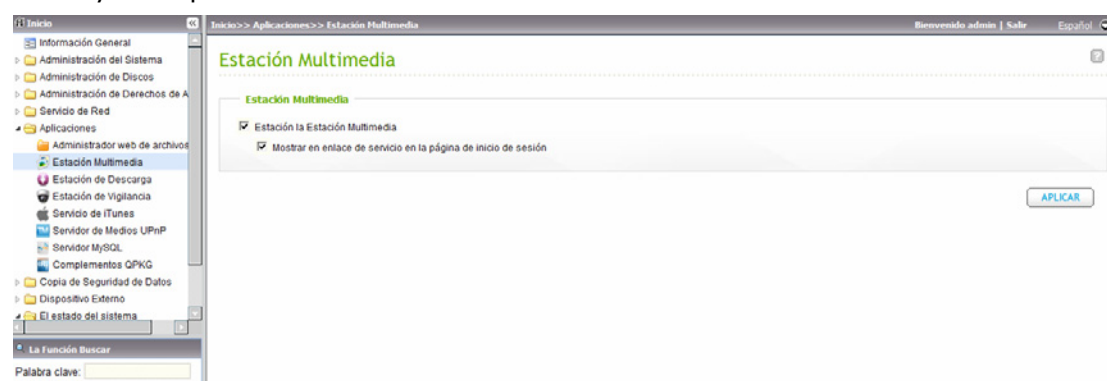 Inicio
Inicio>> Aplicaciones>> Estación Multimedia
Bienvenido admin | Salir
Español
Información General
Administración del Sistema
Administración de Discos
Administración de Derechos de A
Servicio de Red
Aplicaciones
Administrador web de archivos
Estación Multimedia
Estación de Descarga
Estación de Vigilancia
Servicio de iTunes
Servidor de Medios UPnP
Servidor MySQL
Complementos QPKG
Copia de Seguridad de Datos
Dispositivo Externo
El estado del sistema
La Función Buscar
Palabra clave:
Estación Multimedia
Estación Multimedia
Estación la Estación Multimedia
Mostrar en enlace de servicio en la página de inicio de sesión
APLICAR